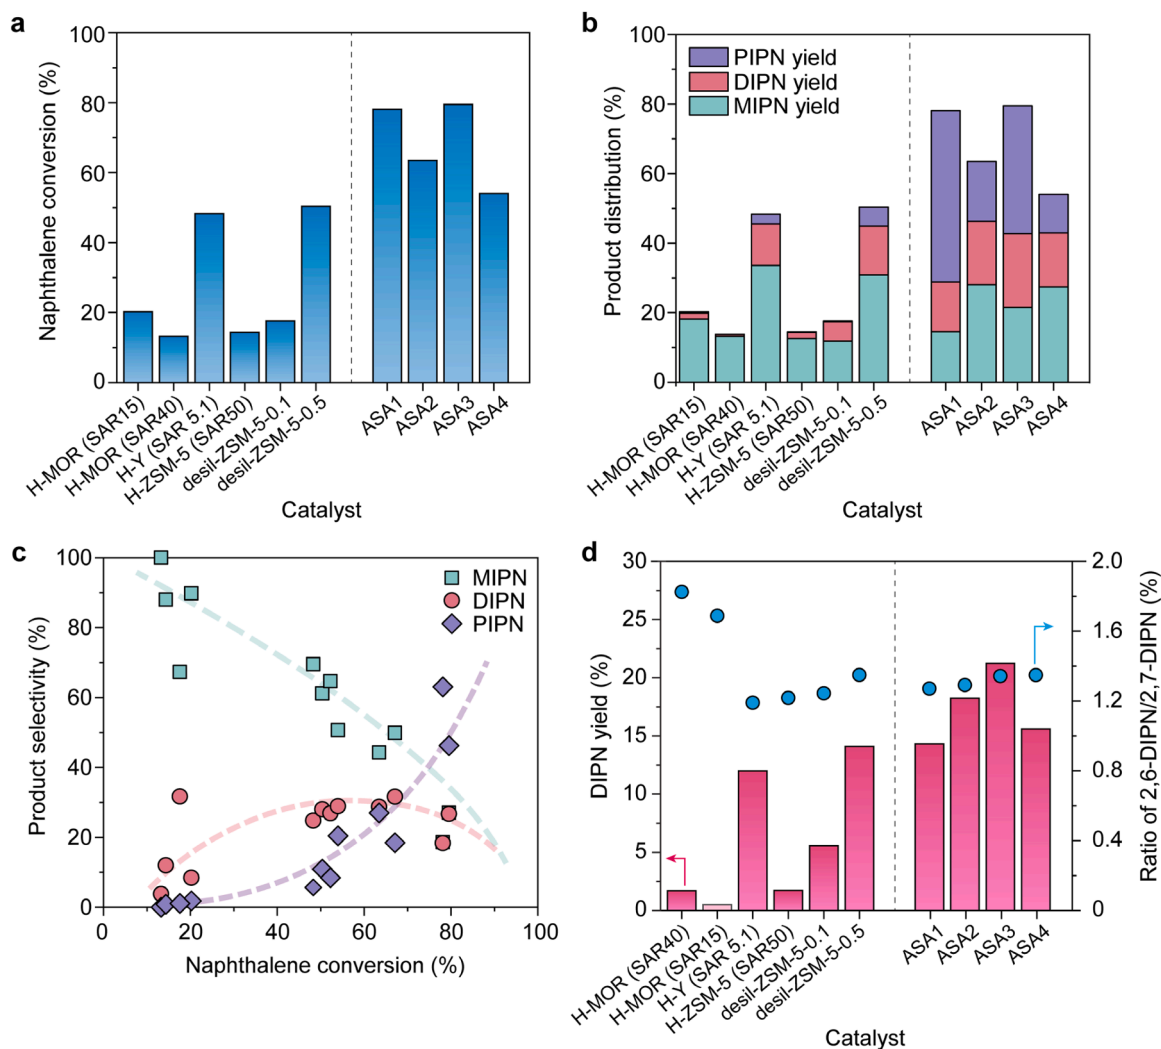 a
Naphthalene conversion (%)
100
80
60
40
20
0
H-MOR (SAR15)
H-MOR (SAR40)
H-Y (SAR 5.1)
H-ZSM-5 (SAR50)
desil-ZSM-5-0.1
desil-ZSM-5-0.5
ASA1
ASA2
ASA3
ASA4
Catalyst
b
Product distribution (%)
100
80
60
40
20
0
PIPN yield
DIPN yield
MIPN yield
H-MOR (SAR15)
H-MOR (SAR40)
H-Y (SAR 5.1)
H-ZSM-5 (SAR50)
desil-ZSM-5-0.1
desil-ZSM-5-0.5
ASA1
ASA2
ASA3
ASA4
Catalyst
c
Product selectivity (%)
100
80
60
40
20
0
MIPN
DIPN
PIPN
0
20
40
60
80
100
Naphthalene conversion (%)
d
DIPN yield (%)
30
25
20
15
10
5
0
2.0
1.6
1.2
0.8
0.4
0
Ratio of 2,6-DIPN/2,7-DIPN (%)
H-MOR (SAR40)
H-MOR (SAR15)
H-Y (SAR 5.1)
H-ZSM-5 (SAR50)
desil-ZSM-5-0.1
desil-ZSM-5-0.5
ASA1
ASA2
ASA3
ASA4
Catalyst